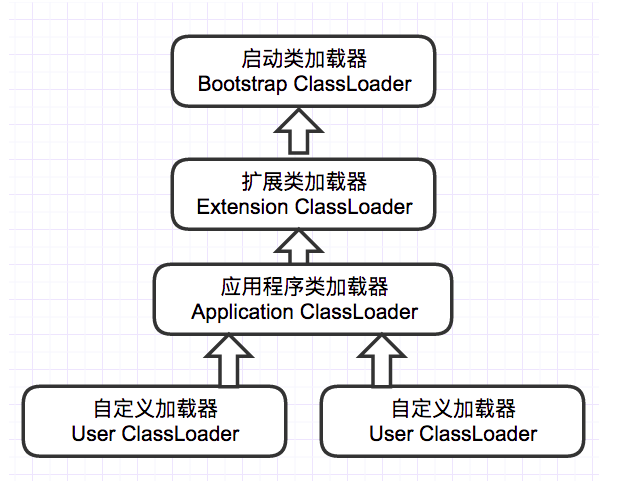 启动类加载器
Bootstrap ClassLoader
扩展类加载器
Extension ClassLoader
应用程序类加载器
Application ClassLoader
自定义加载器
User ClassLoader
自定义加载器
User ClassLoader